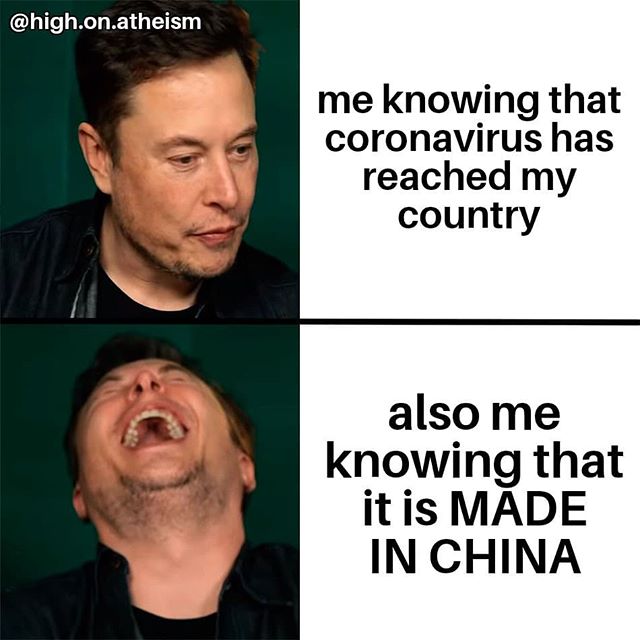 @high.on.atheism
me knowing that
coronavirus has
reached my
country
also me
knowing that
it is MADE
IN CHINA